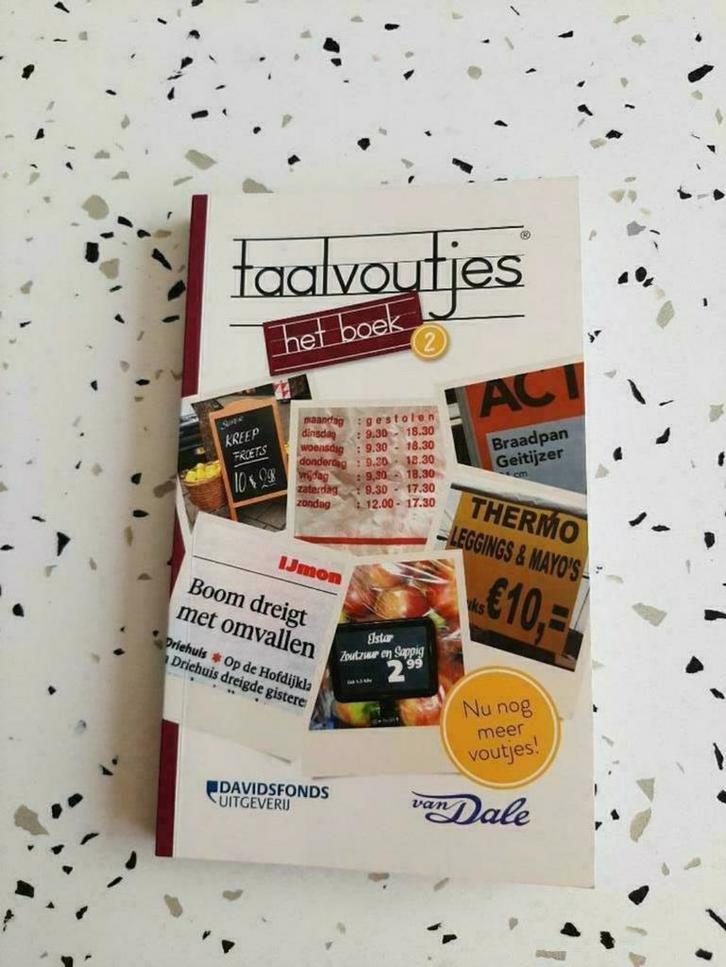 taalvoutjes®
het boek
2
KREEP
FROETS
10 €
maandag : gestolen
dinsdag : 9.30 - 18.30
woensdag : 9.30 - 18.30
donderdag : 9.30 - 18.30
vrijdag : 9.30 - 18.30
zaterdag : 9.30 - 17.30
zondag : 12.00 - 17.30
ACT
Braadpan
Geitijzer
cm
THERMO
LEGGINGS & MAYO'S
€10,=
IJmon
Boom dreigt
met omvallen
Driehuis * Op de Hofdijkla
Driehuis dreigde gistere
Elstar
Zoutzuur en Sappig
2 99
Nu nog
meer
voutjes!
DAVIDSFONDS
UITGEVERIJ
van Dale